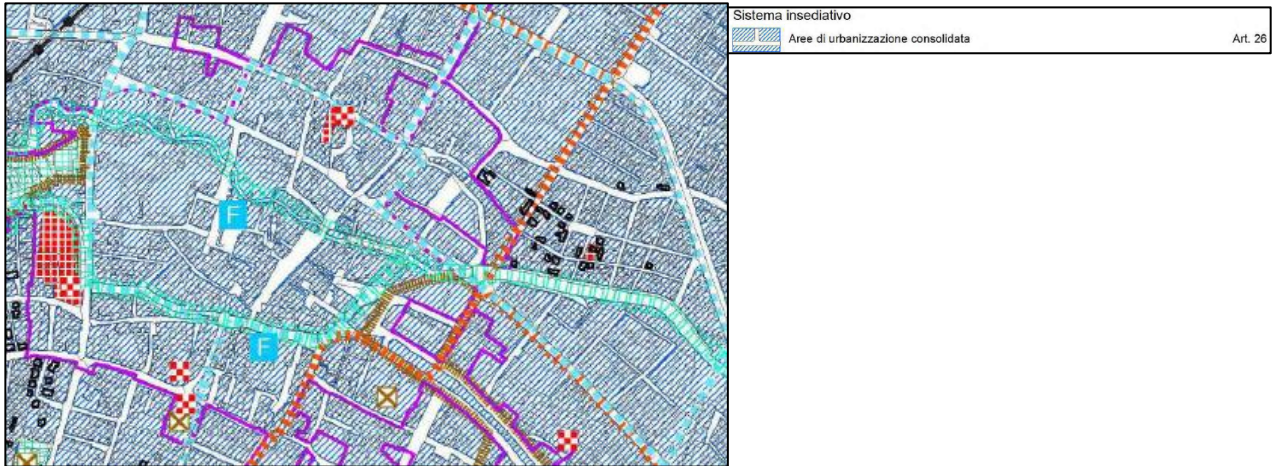 Sistema insediativo
Aree di urbanizzazione consolidata Art. 26
F
F